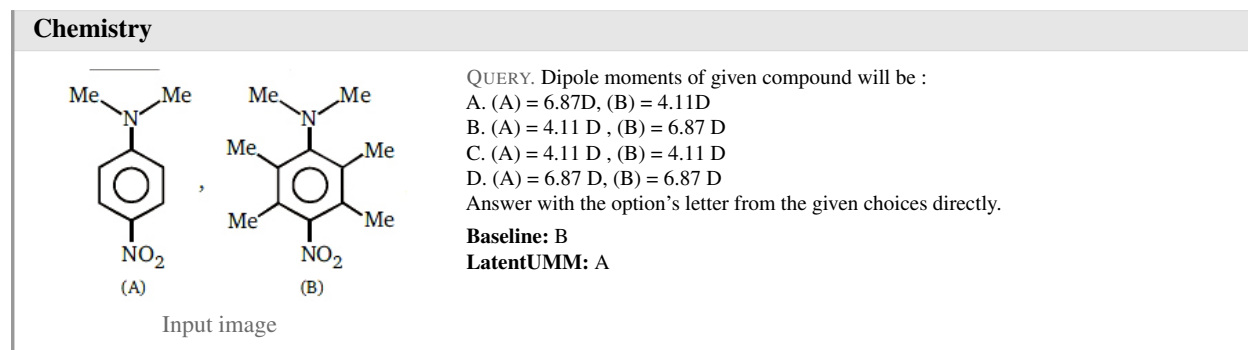 Chemistry
Me Me
N
NO2
(A)
,
Me Me
N
Me Me
Me Me
NO2
(B)
Input image
QUERY. Dipole moments of given compound will be :
A. (A) = 6.87D, (B) = 4.11D
B. (A) = 4.11 D , (B) = 6.87 D
C. (A) = 4.11 D , (B) = 4.11 D
D. (A) = 6.87 D, (B) = 6.87 D
Answer with the option's letter from the given choices directly.
Baseline: B
LatentUMM: A